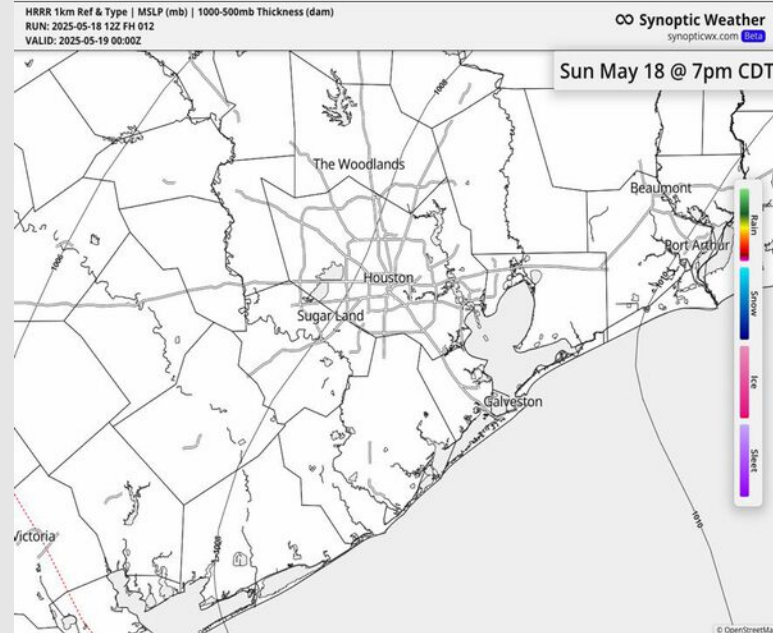 HRRR 1km Ref & Type | MSLP (mb) | 1000-500mb Thickness (dam)
RUN: 2025-05-18 12Z FH 012
VALID: 2025-05-19 00:00Z
Synoptic Weather
synopticwx.com Beta
Sun May 18 @ 7pm CDT
1008
The Woodlands
Beaumont
Rain
1006
Port Arthur
Houston
1010
Snow
Sugar Land
Ice
Galveston
Sleet
1010
Victoria
1008
© OpenStreetMa